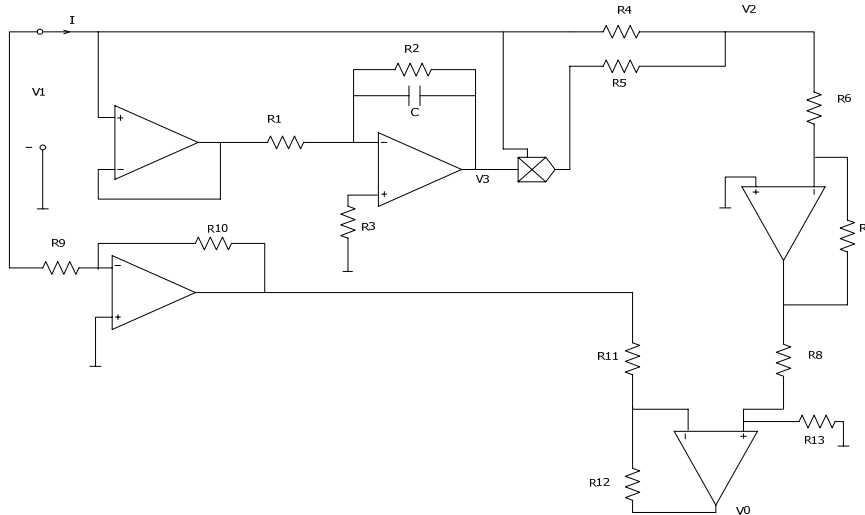 I
R4
V2
R2
R5
V1
R6
C
R1
+
−
−
−
V3
+
+
−
R
R3
R10
R9
−
+
R11
R8
−
+
R13
R12
V0